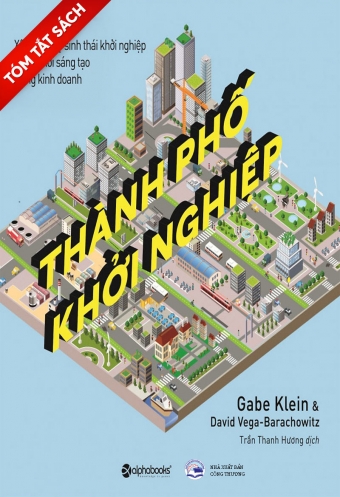 TÓM TẮT SÁCH
sinh thái khởi nghiệp
sáng tạo
kinh doanh
THÀNH PHỐ
KHỞI NGHIỆP
Gabe Klein &
David Vega-Barachowitz
Trần Thanh Hương dịch
alphabooks
NHÀ XUẤT BẢN
CÔNG THƯƠNG